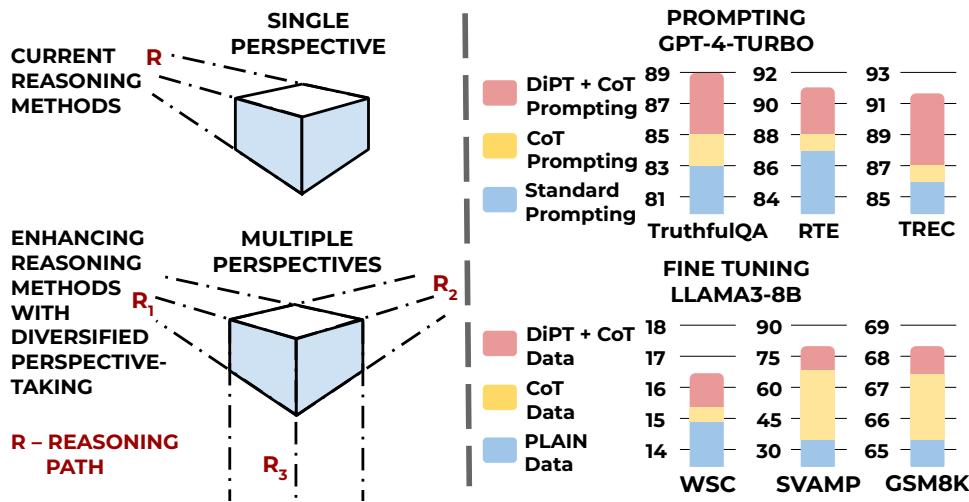 SINGLE
PERSPECTIVE
CURRENT
REASONING
METHODS
R
ENHANCING
REASONING
METHODS
WITH
DIVERSIFIED
PERSPECTIVE-
TAKING
MULTIPLE
PERSPECTIVES
R1
R2
R3
R – REASONING
PATH
PROMPTING
GPT-4-TURBO
DiPT + CoT
Prompting
CoT
Prompting
Standard
Prompting
89
87
85
83
81
TruthfulQA
92
90
88
86
84
RTE
93
91
89
87
85
TREC
FINE TUNING
LLAMA3-8B
DiPT + CoT
Data
CoT
Data
PLAIN
Data
18
17
16
15
14
WSC
90
75
60
45
30
SVAMP
69
68
67
66
65
GSM8K